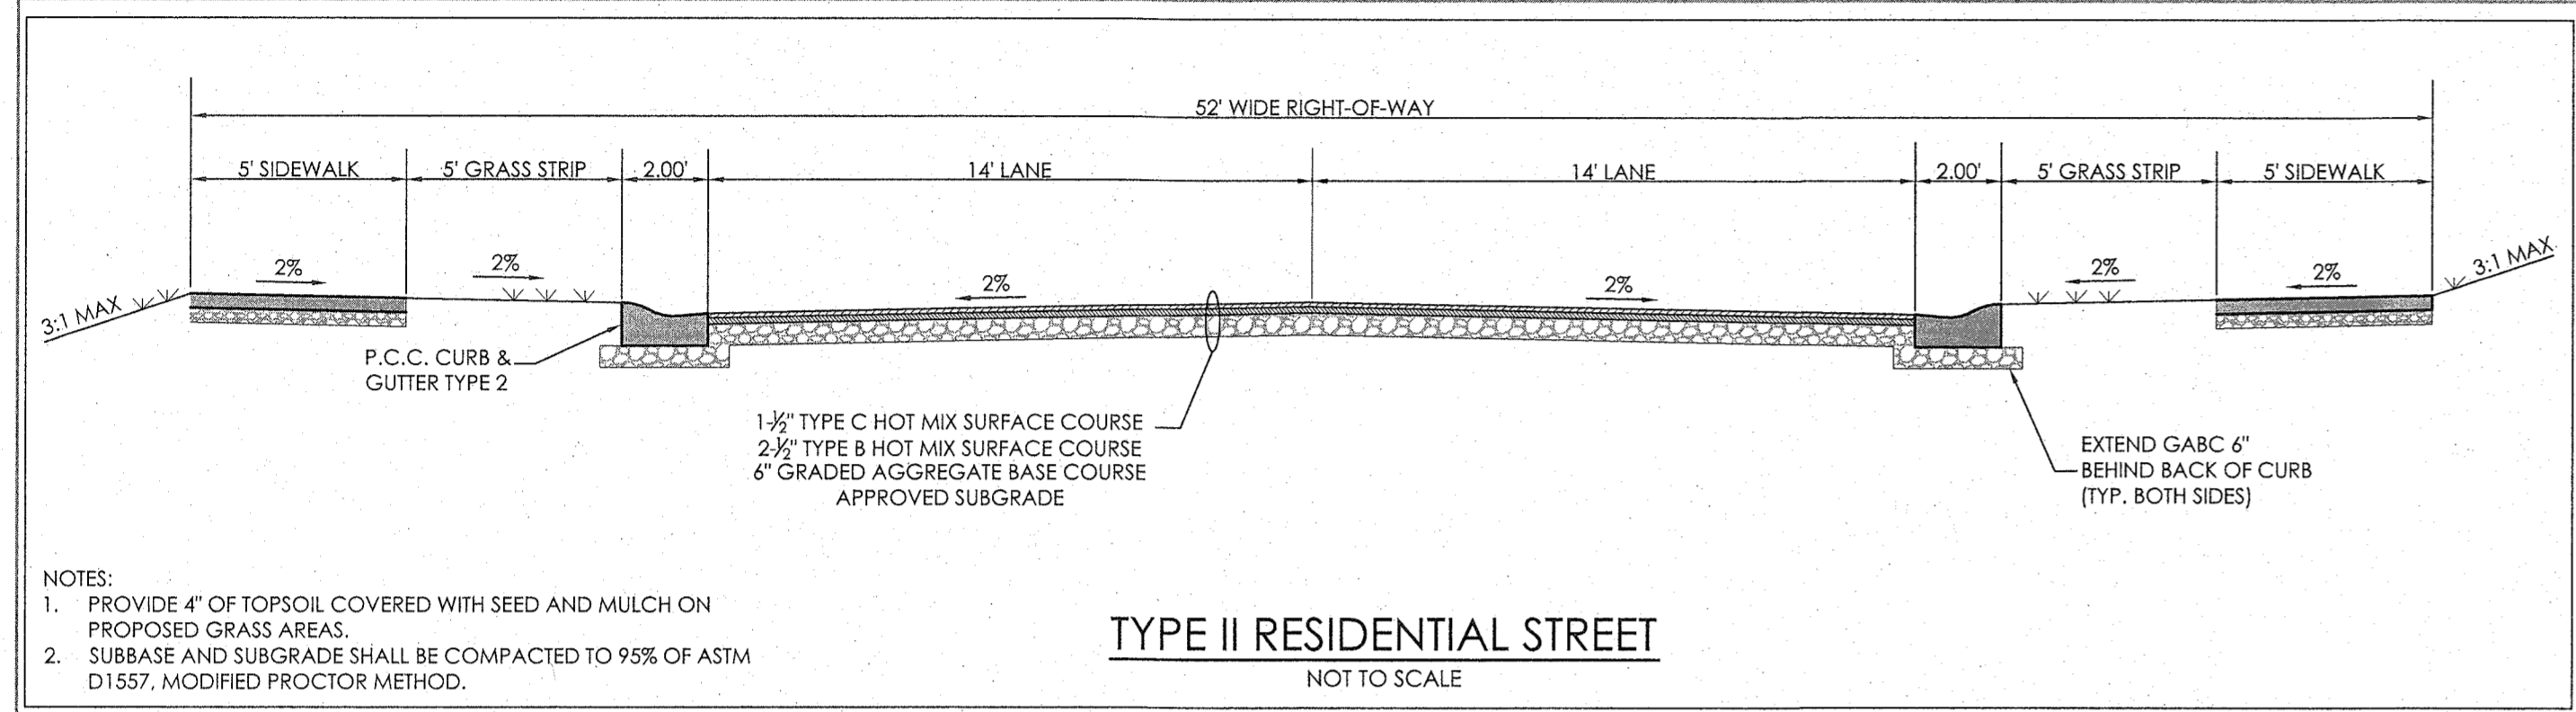 52' WIDE RIGHT-OF-WAY
5' SIDEWALK
5' GRASS STRIP
2.00'
14' LANE
14' LANE
2.00'
5' GRASS STRIP
5' SIDEWALK
3:1 MAX
2%
2%
2%
2%
2%
2%
3:1 MAX
P.C.C. CURB &
GUTTER TYPE 2
1-½" TYPE C HOT MIX SURFACE COURSE
2-½" TYPE B HOT MIX SURFACE COURSE
6" GRADED AGGREGATE BASE COURSE
APPROVED SUBGRADE
EXTEND GABC 6"
BEHIND BACK OF CURB
(TYP. BOTH SIDES)
NOTES:
1. PROVIDE 4" OF TOPSOIL COVERED WITH SEED AND MULCH ON
PROPOSED GRASS AREAS.
2. SUBBASE AND SUBGRADE SHALL BE COMPACTED TO 95% OF ASTM
D1557, MODIFIED PROCTOR METHOD.
TYPE II RESIDENTIAL STREET
NOT TO SCALE